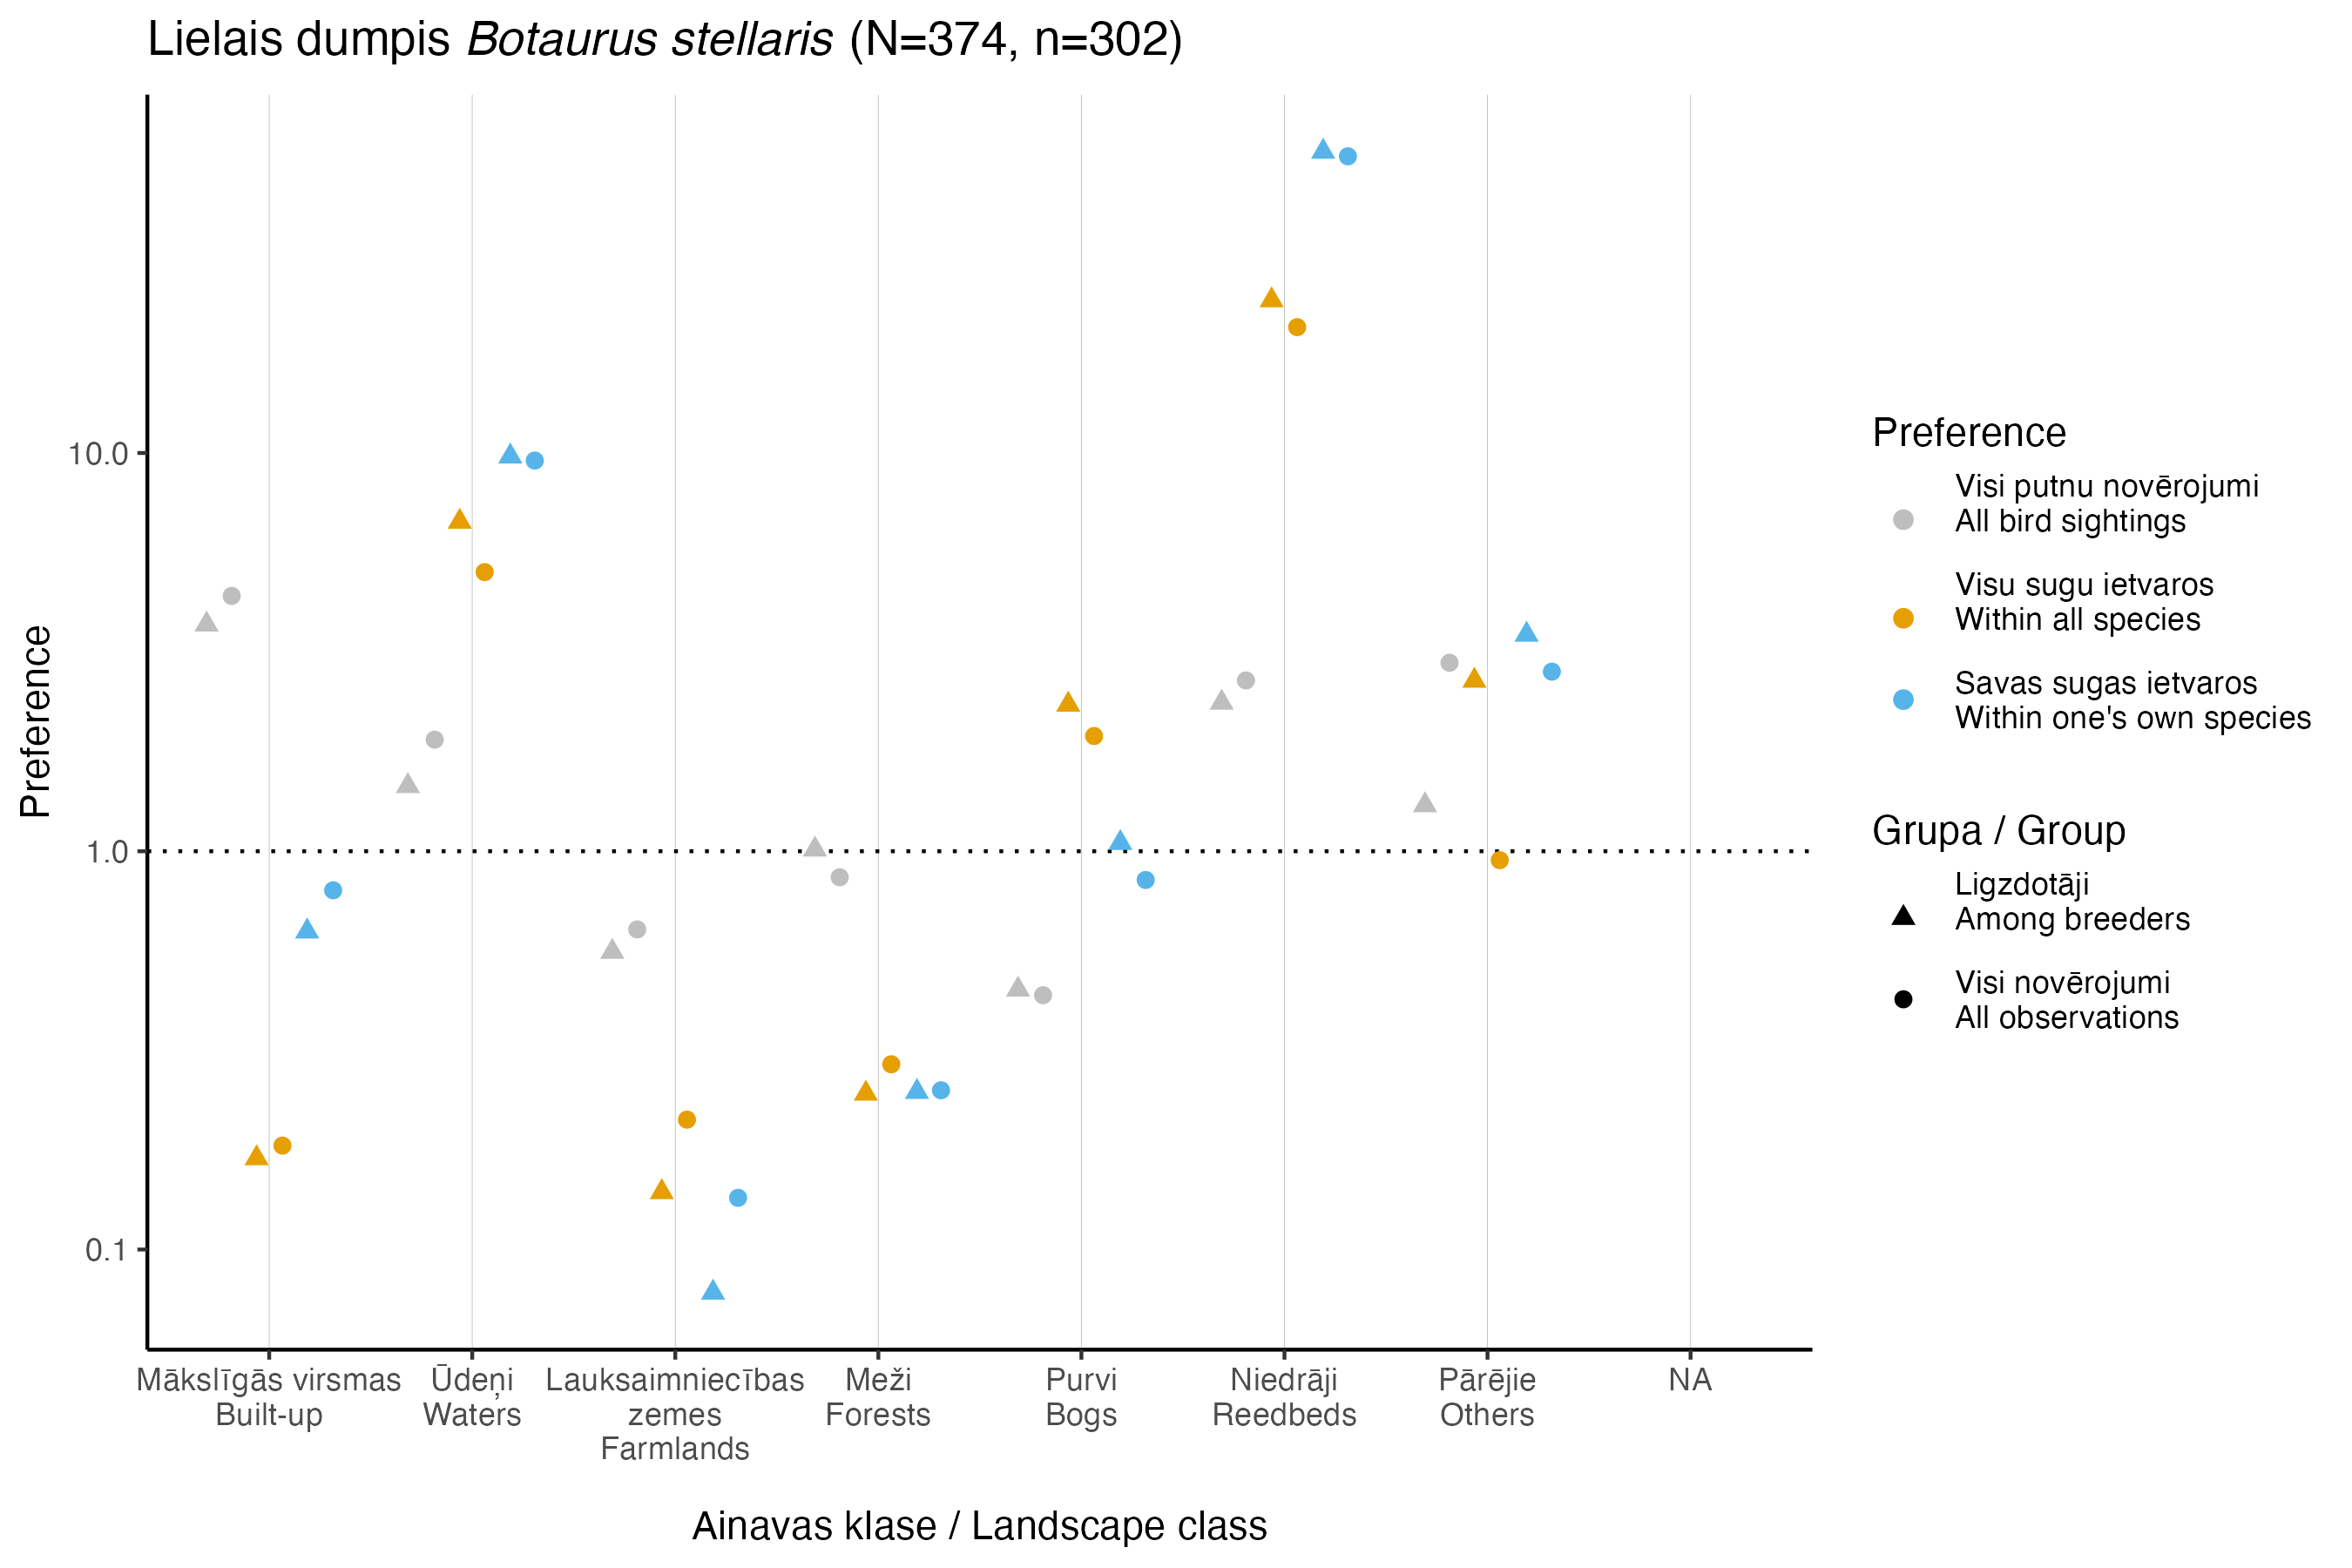 Lielais dumpis Botaurus stellaris (N=374, n=302)
Preference
10.0
1.0
0.1
Mākslīgās virsmas
Built-up
Ūdeņi
Waters
Lauksaimniecības
zemes
Farmlands
Meži
Forests
Purvi
Bogs
Niedrāji
Reedbeds
Pārējie
Others
NA
Ainavas klase / Landscape class
Preference
Visi putnu novērojumi
All bird sightings
Visu sugu ietvaros
Within all species
Savas sugas ietvaros
Within one's own species
Grupa / Group
Ligzdotāji
Among breeders
Visi novērojumi
All observations